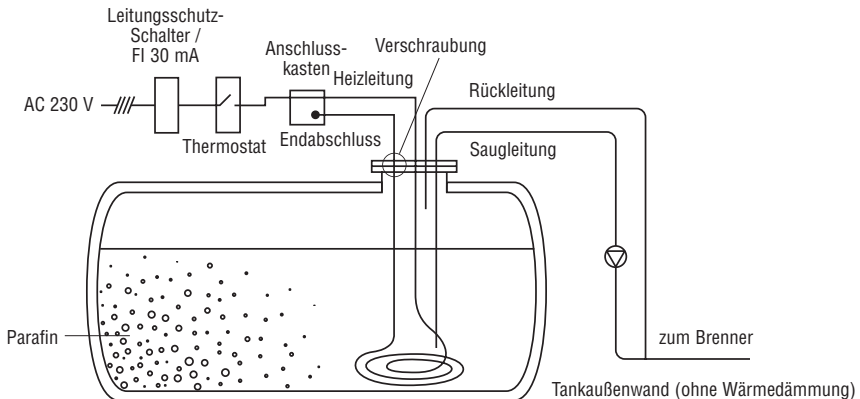 Leitungsschutz-
Schalter /
FI 30 mA
Anschluss-
kasten
Verschraubung
Heizleitung
Rückleitung
AC 230 V
Thermostat
Endabschluss
Saugleitung
Parafin
zum Brenner
Tankaußenwand (ohne Wärmedämmung)